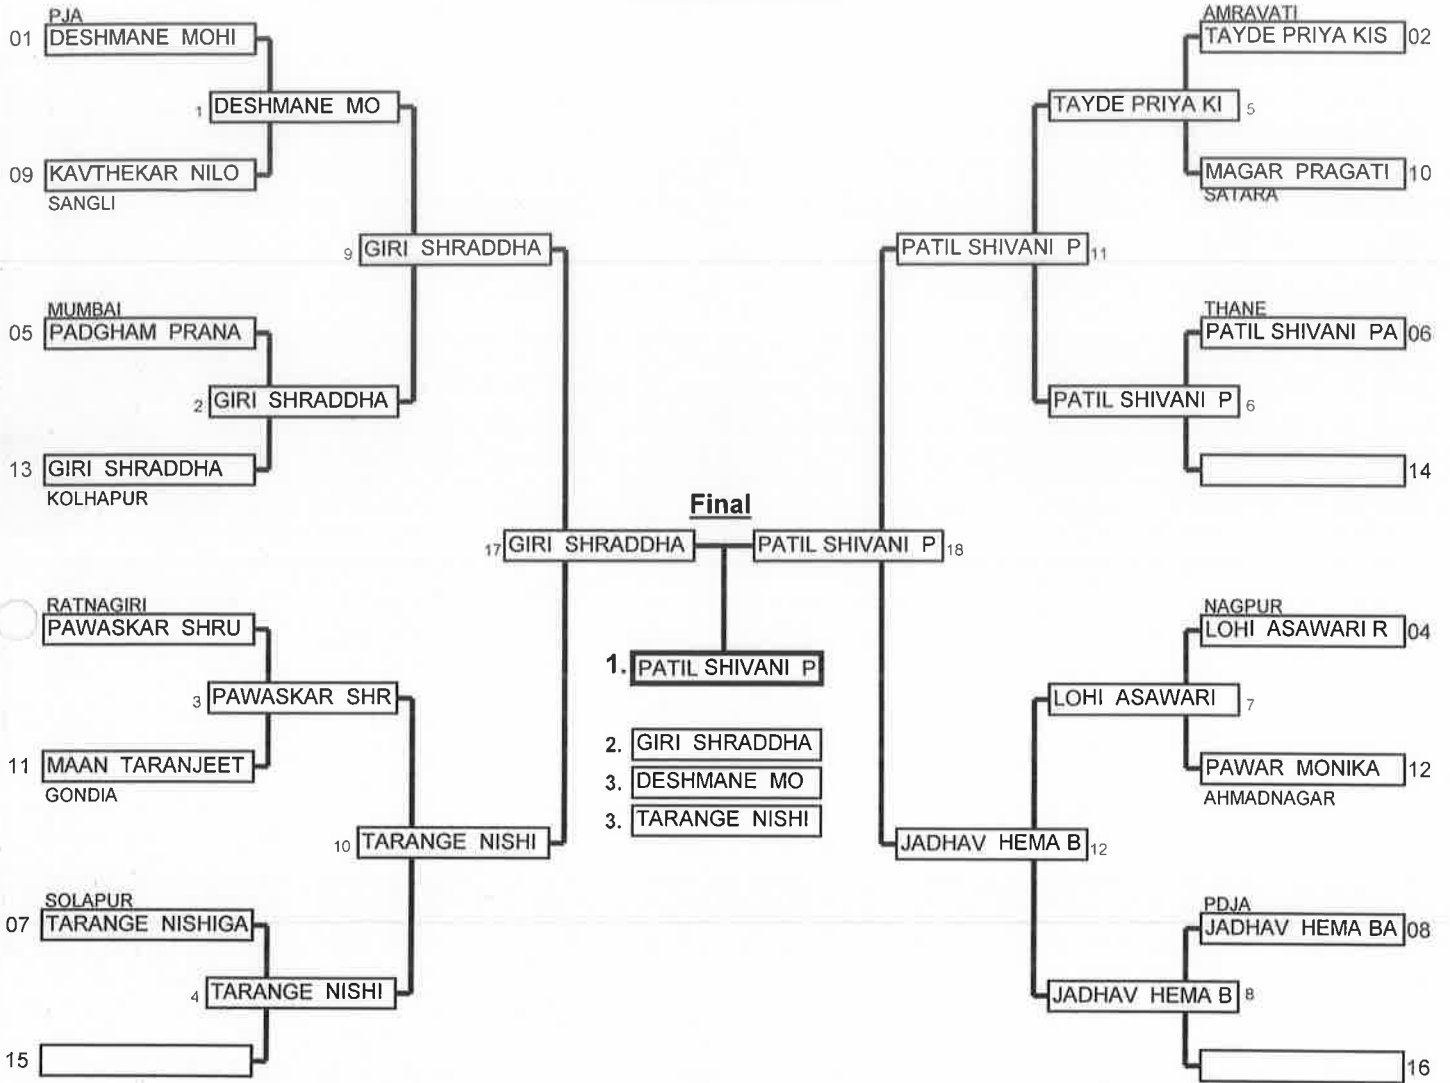 PJA
01 DESHMANE MOHI
1 DESHMANE MO
09 KAVTHEKAR NILO
SANGLI
9 GIRI SHRADDHA
MUMBAI
05 PADGHAM PRANA
2 GIRI SHRADDHA
13 GIRI SHRADDHA
KOLHAPUR
17 GIRI SHRADDHA
RATNAGIRI
PAWASKAR SHRU
3 PAWASKAR SHR
11 MAAN TARANJEET
GONDIA
10 TARANGE NISHI
SOLAPUR
07 TARANGE NISHIGA
4 TARANGE NISHI
15
Final
1. PATIL SHIVANI P
2. GIRI SHRADDHA
3. DESHMANE MO
3. TARANGE NISHI
AMRAVATI
TAYDE PRIYA KIS 02
TAYDE PRIYA KI 5
MAGAR PRAGATI 10
SATARA
PATIL SHIVANI P 11
THANE
PATIL SHIVANI PA 06
PATIL SHIVANI P 6
14
PATIL SHIVANI P 18
NAGPUR
LOHI ASAWARI R 04
LOHI ASAWARI 7
PAWAR MONIKA 12
AHMADNAGAR
JADHAV HEMA B 12
PDJA
JADHAV HEMA BA 08
JADHAV HEMA B 8
16